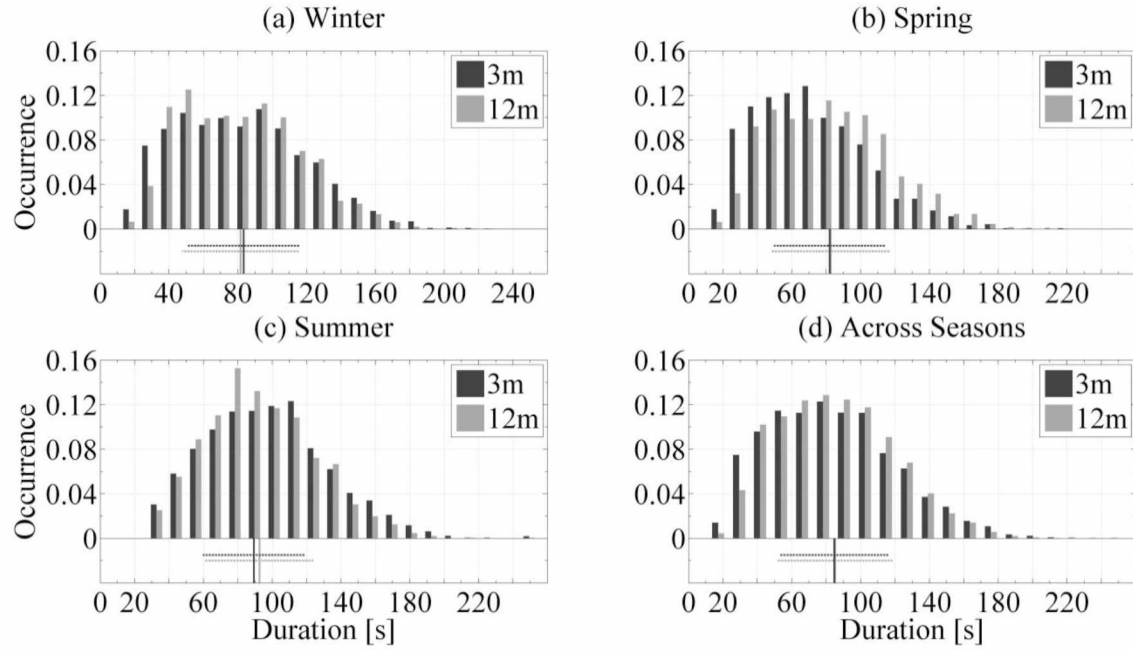 (a) Winter
0.16
0.12
0.08
0.04
0
Occurrence
3m
12m
0 40 80 120 160 200 240
(b) Spring
0.16
0.12
0.08
0.04
0
3m
12m
0 20 60 100 140 180 220
(c) Summer
0.16
0.12
0.08
0.04
0
Occurrence
3m
12m
0 20 60 100 140 180 220
Duration [s]
(d) Across Seasons
0.16
0.12
0.08
0.04
0
3m
12m
0 20 60 100 140 180 220
Duration [s]